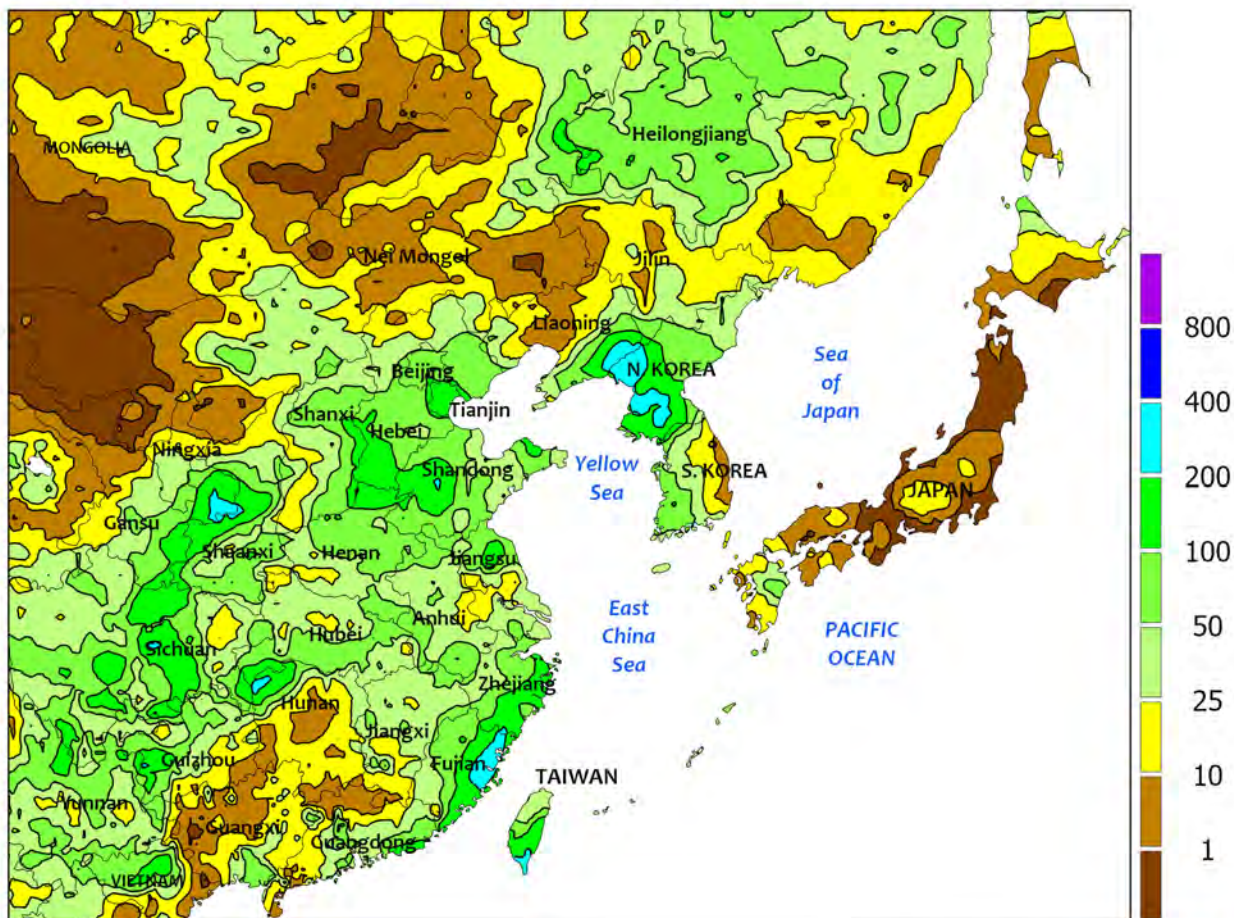 Heilongjiang
MONGOLIA
Nei Mongol
Jilin
Liaoning
Beijing
N. KOREA
Sea
of
Japan
Tianjin
Shanxi
Hebei
Ningxia
Shandong
Yellow
Sea
S. KOREA
JAPAN
Gansu
Shaanxi
Henan
Jiangsu
Anhui
Hubei
East
China
Sea
PACIFIC
OCEAN
Sichuan
Zhejiang
Hunan
Jiangxi
Guizhou
Fujian
TAIWAN
Yunnan
Guangxi
Guangdong
VIETNAM
800
400
200
100
50
25
10
1